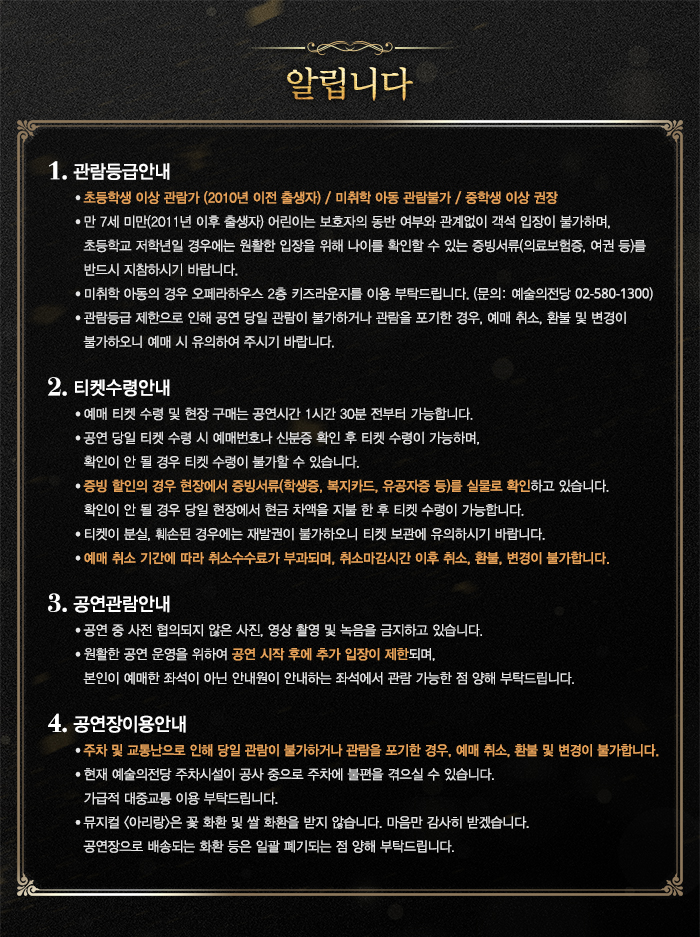 알립니다
1. 관람등급안내
• 초등학생 이상 관람가 (2010년 이전 출생자) / 미취학 아동 관람불가 / 중학생 이상 권장
• 만 7세 미만(2011년 이후 출생자) 어린이는 보호자의 동반 여부와 관계없이 객석 입장이 불가하며,
초등학교 저학년일 경우에는 원활한 입장을 위해 나이를 확인할 수 있는 증빙서류(의료보험증, 여권 등)를
반드시 지참하시기 바랍니다.
• 미취학 아동의 경우 오페라하우스 2층 키즈라운지를 이용 부탁드립니다. (문의: 예술의전당 02-580-1300)
• 관람등급 제한으로 인해 공연 당일 관람이 불가하거나 관람을 포기한 경우, 예매 취소, 환불 및 변경이
불가하오니 예매 시 유의하여 주시기 바랍니다.
2. 티켓수령안내
• 예매 티켓 수령 및 현장 구매는 공연시간 1시간 30분 전부터 가능합니다.
• 공연 당일 티켓 수령 시 예매번호나 신분증 확인 후 티켓 수령이 가능하며,
확인이 안 될 경우 티켓 수령이 불가할 수 있습니다.
• 증빙 할인의 경우 현장에서 증빙서류(학생증, 복지카드, 유공자증 등)를 실물로 확인하고 있습니다.
확인이 안 될 경우 당일 현장에서 현금 차액을 지불 한 후 티켓 수령이 가능합니다.
• 티켓이 분실, 훼손된 경우에는 재발권이 불가하오니 티켓 보관에 유의하시기 바랍니다.
• 예매 취소 기간에 따라 취소수수료가 부과되며, 취소마감시간 이후 취소, 환불, 변경이 불가합니다.
3. 공연관람안내
• 공연 중 사전 협의되지 않은 사진, 영상 촬영 및 녹음을 금지하고 있습니다.
• 원활한 공연 운영을 위하여 공연 시작 후에 추가 입장이 제한되며,
본인이 예매한 좌석이 아닌 안내원이 안내하는 좌석에서 관람 가능한 점 양해 부탁드립니다.
4. 공연장이용안내
• 주차 및 교통난으로 인해 당일 관람이 불가하거나 관람을 포기한 경우, 예매 취소, 환불 및 변경이 불가합니다.
• 현재 예술의전당 주차시설이 공사 중으로 주차에 불편을 겪으실 수 있습니다.
가급적 대중교통 이용 부탁드립니다.
• 뮤지컬 〈아리랑〉은 꽃 화환 및 쌀 화환을 받지 않습니다. 마음만 감사히 받겠습니다.
공연장으로 배송되는 화환 등은 일괄 폐기되는 점 양해 부탁드립니다.